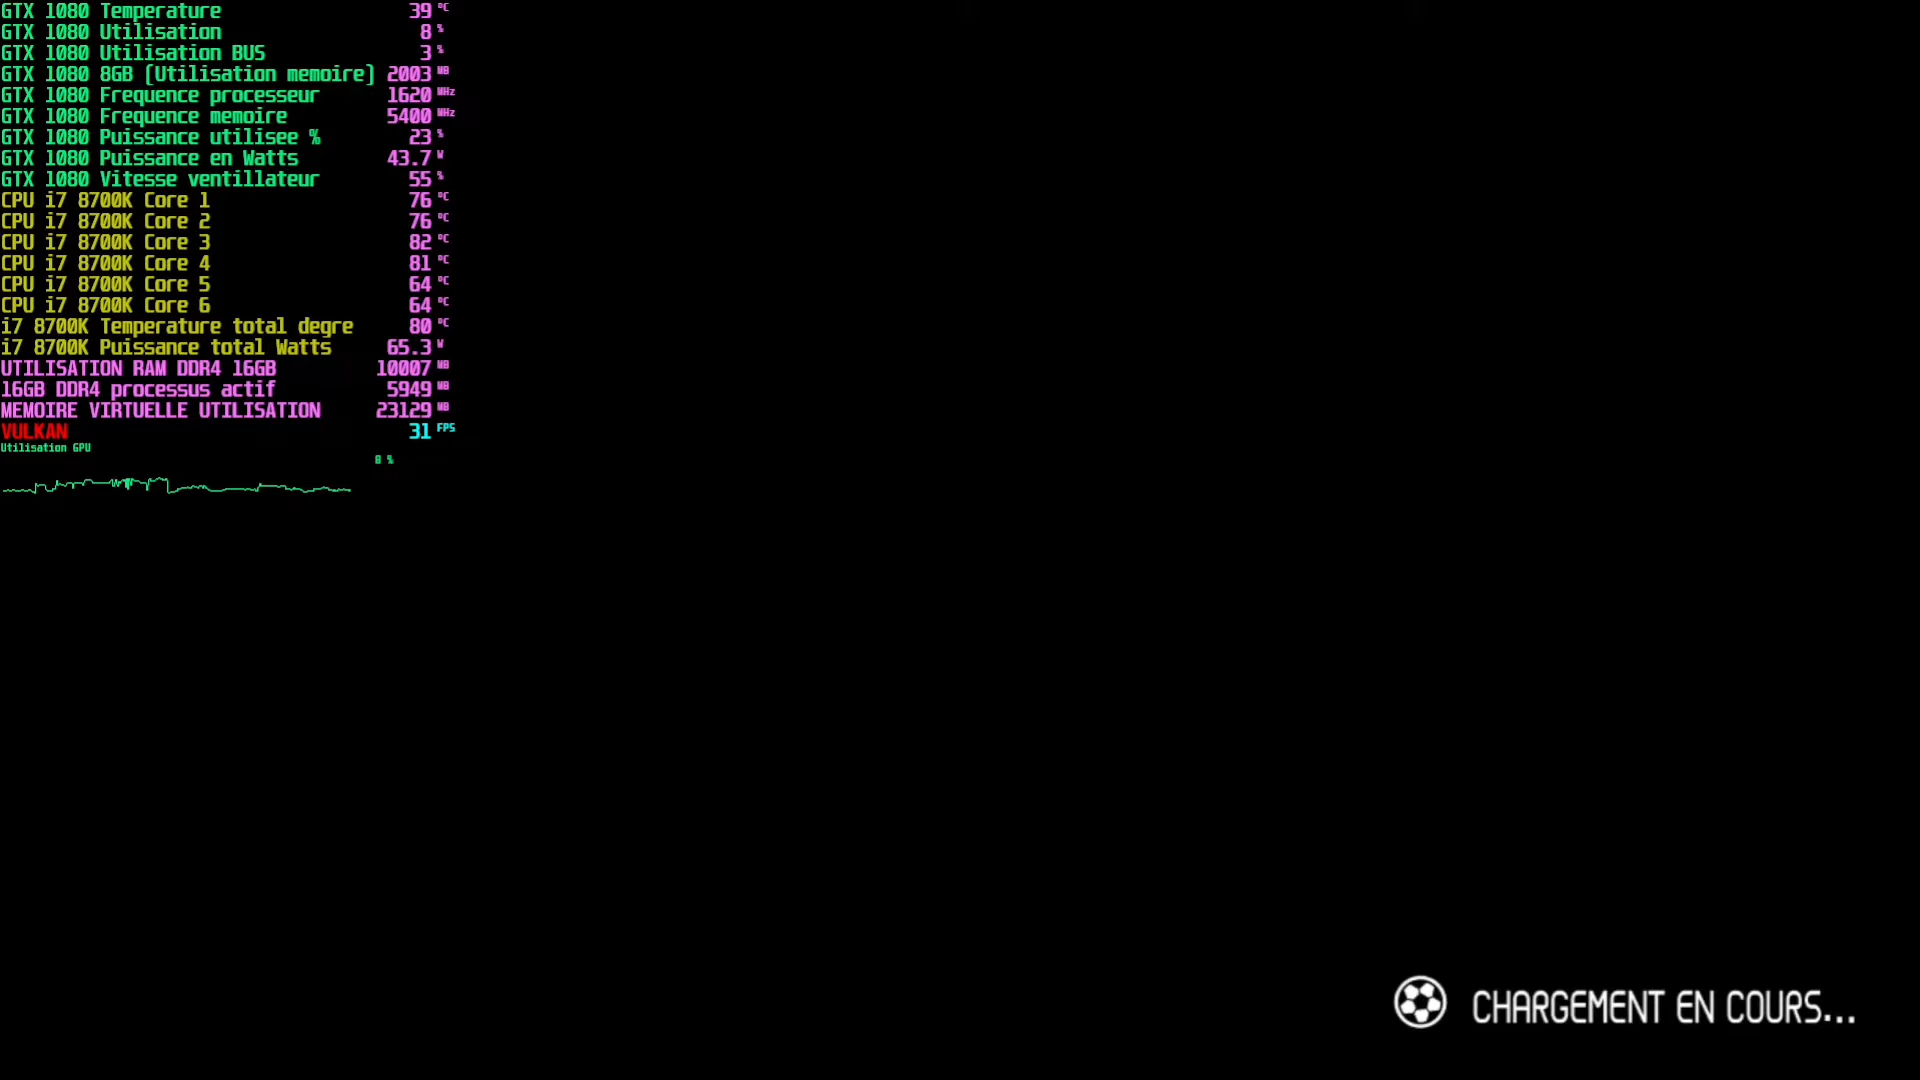 GTX 1080 Temperature 39 °C
GTX 1080 Utilisation 8 %
GTX 1080 Utilisation BUS 3 %
GTX 1080 8GB [Utilisation memoire] 2003 MB
GTX 1080 Frequence processeur 1620 MHz
GTX 1080 Frequence memoire 5400 MHz
GTX 1080 Puissance utilisee % 23 %
GTX 1080 Puissance en Watts 43.7 W
GTX 1080 Vitesse ventillateur 55 %
CPU i7 8700K Core 1 76 °C
CPU i7 8700K Core 2 76 °C
CPU i7 8700K Core 3 82 °C
CPU i7 8700K Core 4 81 °C
CPU i7 8700K Core 5 64 °C
CPU i7 8700K Core 6 64 °C
i7 8700K Temperature total degre 80 °C
i7 8700K Puissance total Watts 65.3 W
UTILISATION RAM DDR4 16GB 10007 MB
16GB DDR4 processus actif 5949 MB
MEMOIRE VIRTUELLE UTILISATION 23129 MB
VULKAN 31 FPS
Utilisation GPU
8 %
CHARGEMENT EN COURS...